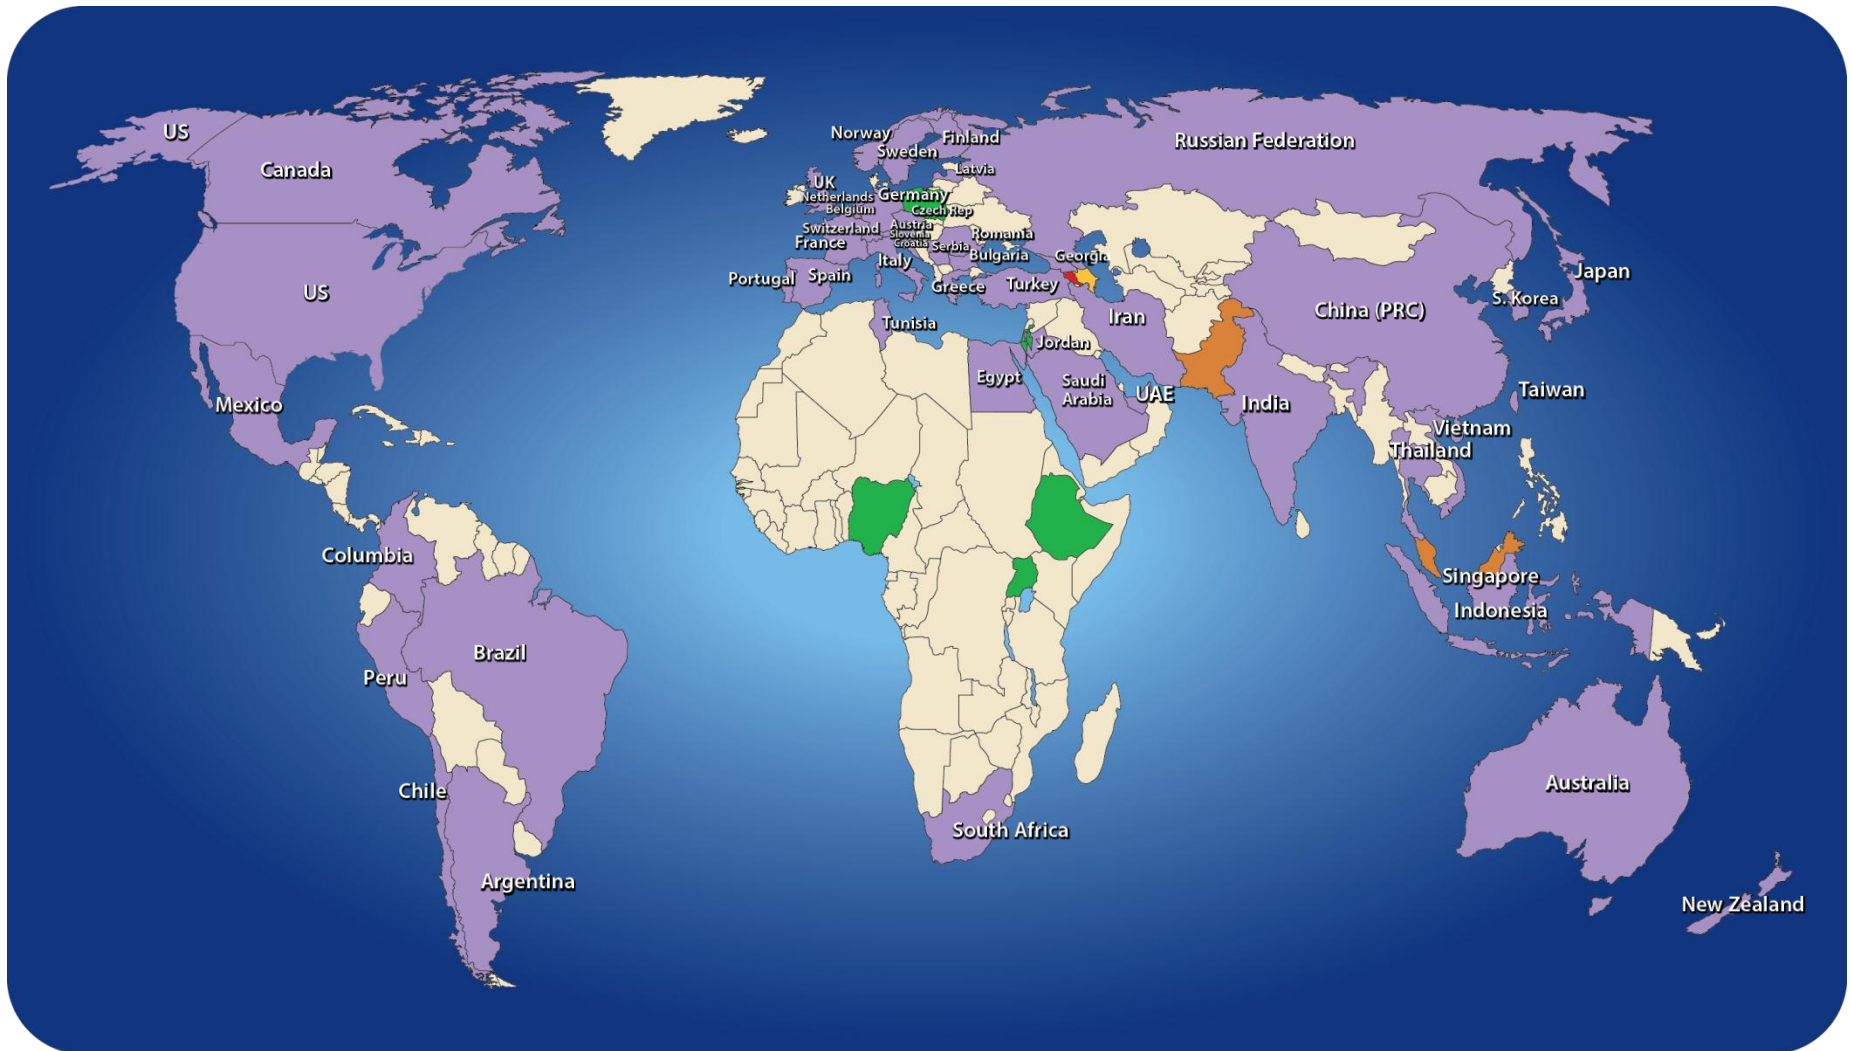 US
Canada
US
Mexico
Columbia
Brazil
Peru
Chile
Argentina
Norway
Finland
Sweden
Latvia
UK
Netherlands
Germany
Belgium
Czech Rep
Switzerland
Austria
Slovenia
Croatia
France
Serbia
Romania
Bulgaria
Italy
Portugal
Spain
Greece
Turkey
Georgia
Russian Federation
Tunisia
Jordan
Iran
Egypt
Saudi
Arabia
UAE
India
China (PRC)
S. Korea
Japan
Taiwan
Vietnam
Thailand
Singapore
Indonesia
South Africa
Australia
New Zealand